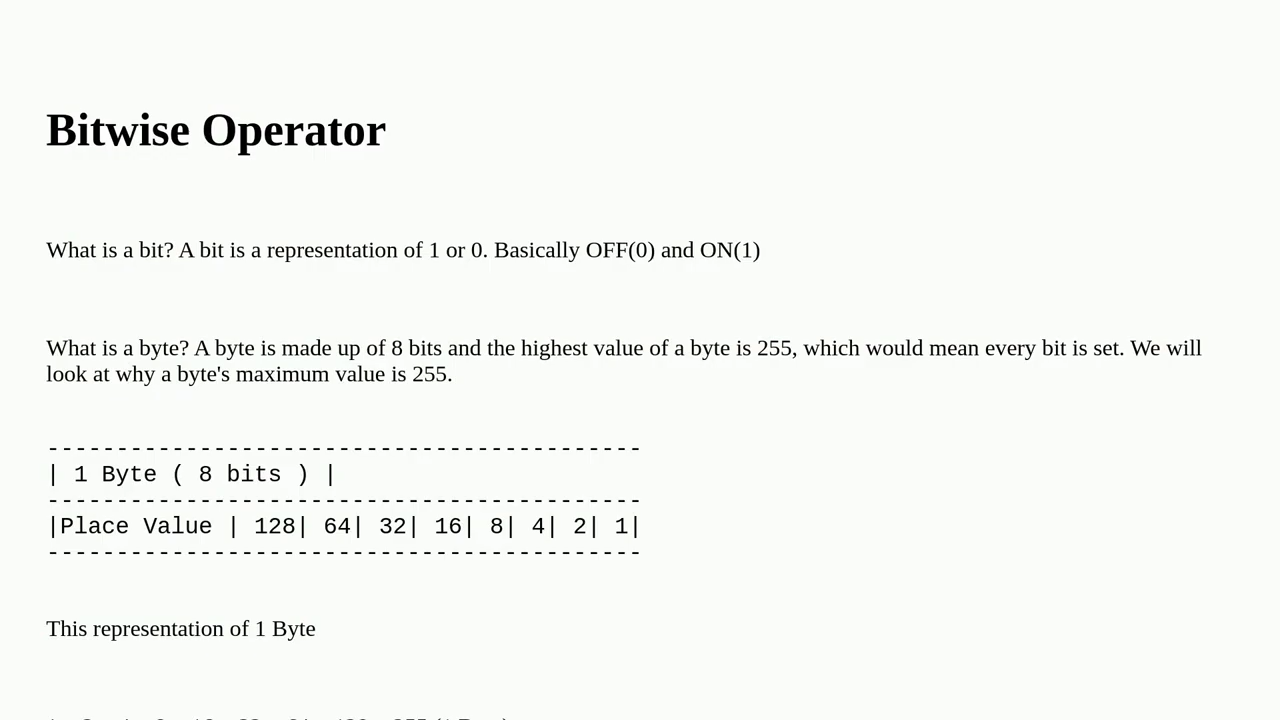 Bitwise Operator
What is a bit? A bit is a representation of 1 or 0. Basically OFF(0) and ON(1)
What is a byte? A byte is made up of 8 bits and the highest value of a byte is 255, which would mean every bit is set. We will
look at why a byte's maximum value is 255.
-------------------------------------------
| 1 Byte ( 8 bits ) |
-------------------------------------------
|Place Value | 128| 64| 32| 16| 8| 4| 2| 1|
-------------------------------------------
This representation of 1 Byte